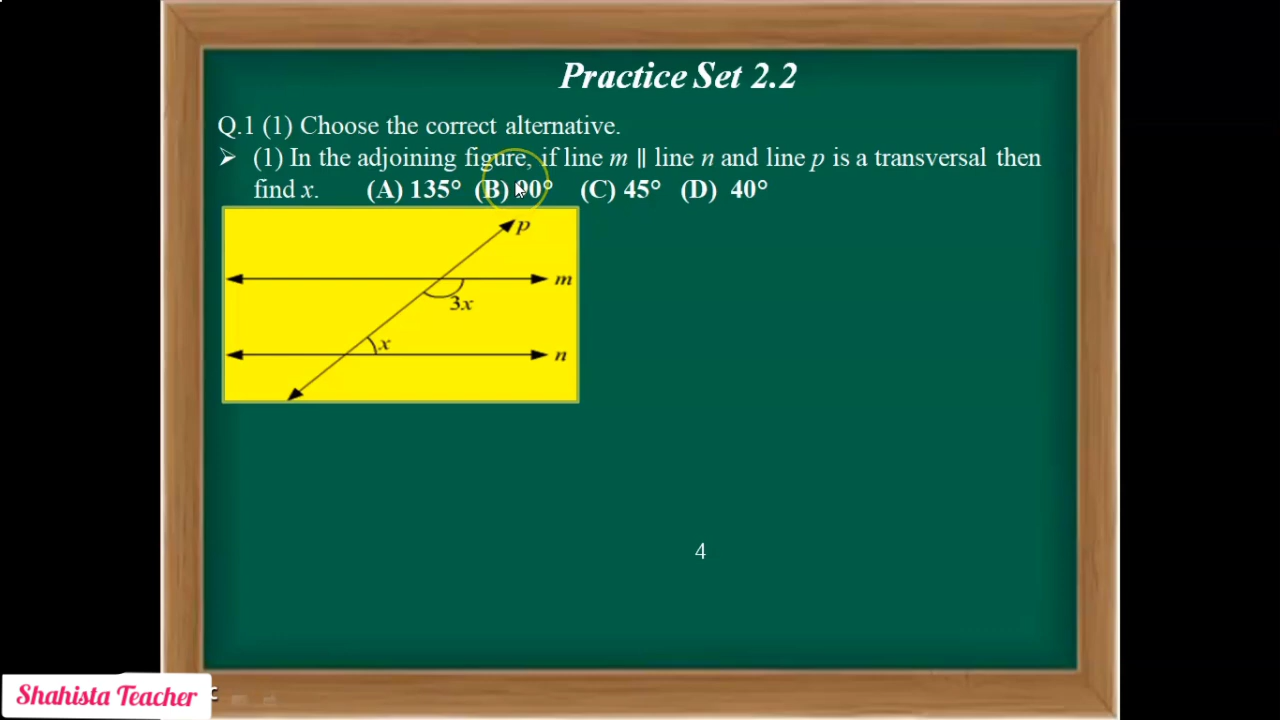 Practice Set 2.2
Q.1 (1) Choose the correct alternative.
➢ (1) In the adjoining figure, if line m || line n and line p is a transversal then
find x. (A) 135° (B) 90° (C) 45° (D) 40°
p
m
3x
x
n
4
Shahista Teacher